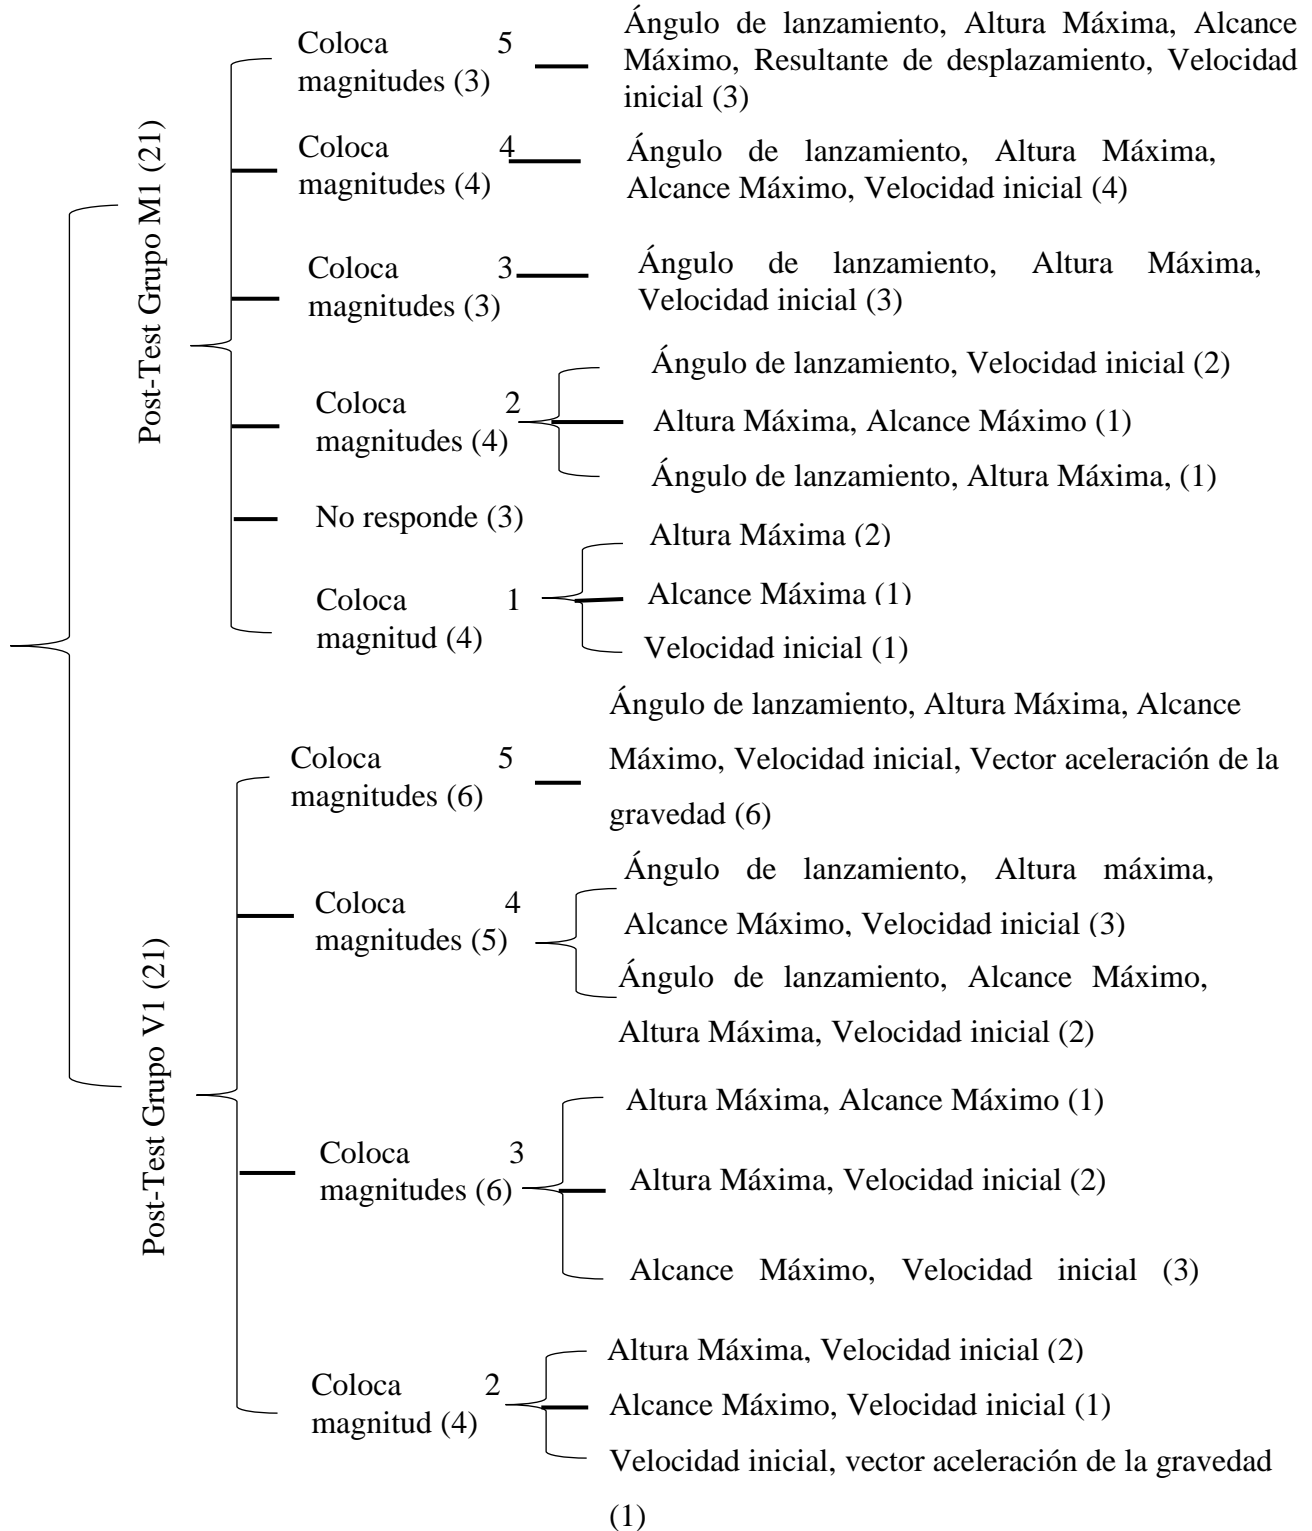 Post-Test Grupo M1 (21)
Coloca 5
magnitudes (3)
Ángulo de lanzamiento, Altura Máxima, Alcance
Máximo, Resultante de desplazamiento, Velocidad
inicial (3)
Coloca 4
magnitudes (4)
Ángulo de lanzamiento, Altura Máxima,
Alcance Máximo, Velocidad inicial (4)
Coloca 3
magnitudes (3)
Ángulo de lanzamiento, Altura Máxima,
Velocidad inicial (3)
Coloca 2
magnitudes (4)
Ángulo de lanzamiento, Velocidad inicial (2)
Altura Máxima, Alcance Máximo (1)
Ángulo de lanzamiento, Altura Máxima, (1)
No responde (3)
Coloca 1
magnitud (4)
Altura Máxima (2)
Alcance Máxima (1)
Velocidad inicial (1)
Post-Test Grupo V1 (21)
Coloca 5
magnitudes (6)
Ángulo de lanzamiento, Altura Máxima, Alcance
Máximo, Velocidad inicial, Vector aceleración de la
gravedad (6)
Coloca 4
magnitudes (5)
Ángulo de lanzamiento, Altura máxima,
Alcance Máximo, Velocidad inicial (3)
Ángulo de lanzamiento, Alcance Máximo,
Altura Máxima, Velocidad inicial (2)
Coloca 3
magnitudes (6)
Altura Máxima, Alcance Máximo (1)
Altura Máxima, Velocidad inicial (2)
Alcance Máximo, Velocidad inicial (3)
Coloca 2
magnitud (4)
Altura Máxima, Velocidad inicial (2)
Alcance Máximo, Velocidad inicial (1)
Velocidad inicial, vector aceleración de la gravedad
(1)